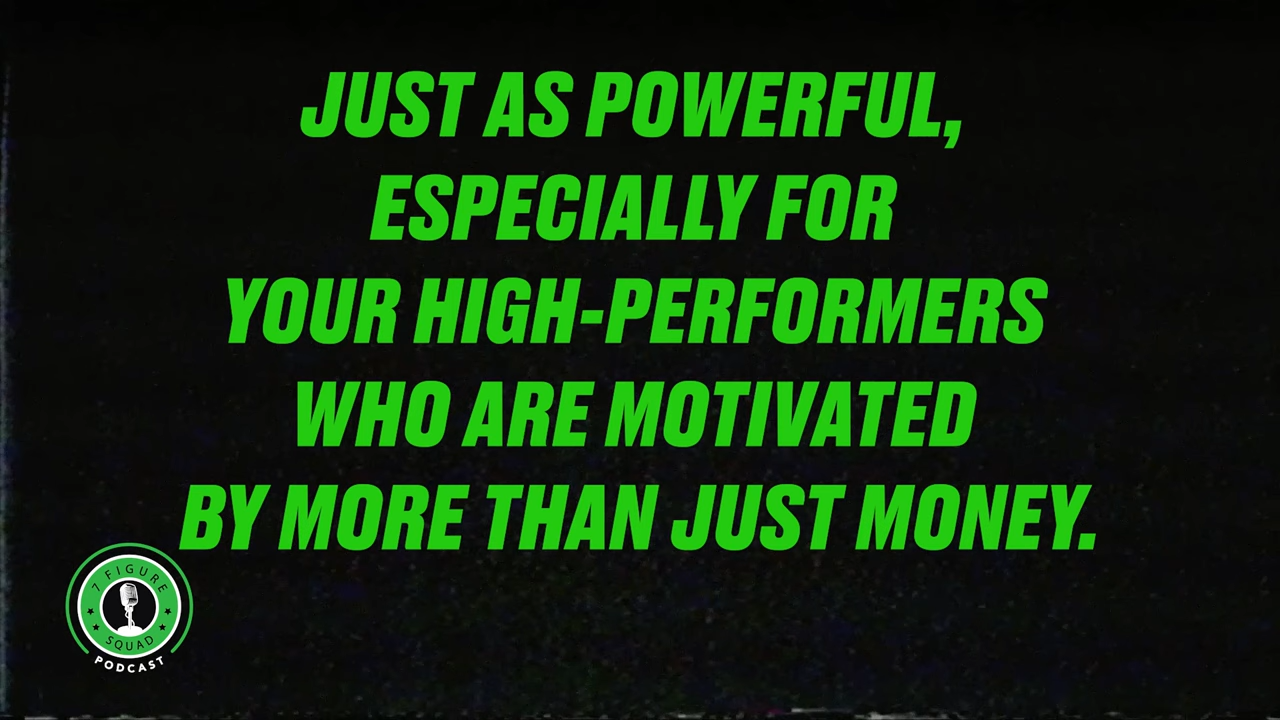 JUST AS POWERFUL,
ESPECIALLY FOR
YOUR HIGH-PERFORMERS
WHO ARE MOTIVATED
BY MORE THAN JUST MONEY.
7 FIGURE
SQUAD
PODCAST